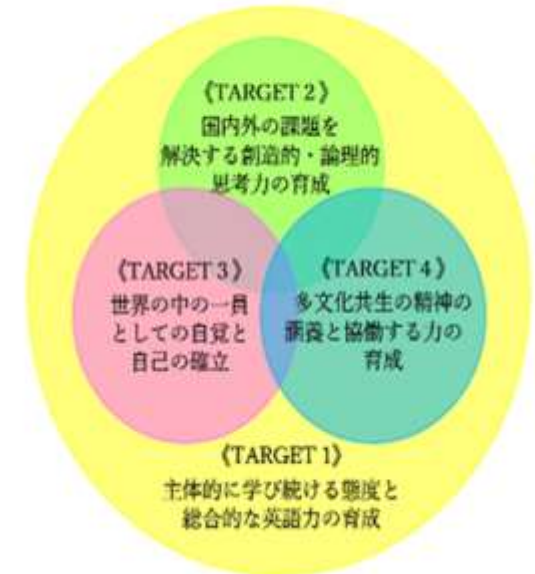 《TARGET 2》
国内外の課題を
解決する創造的・論理的
思考力の育成
《TARGET 3》
世界の中の一員
としての自覚と
自己の確立
《TARGET 4》
多文化共生の精神の
涵養と協働する力の
育成
《TARGET 1》
主体的に学び続ける態度と
総合的な英語力の育成